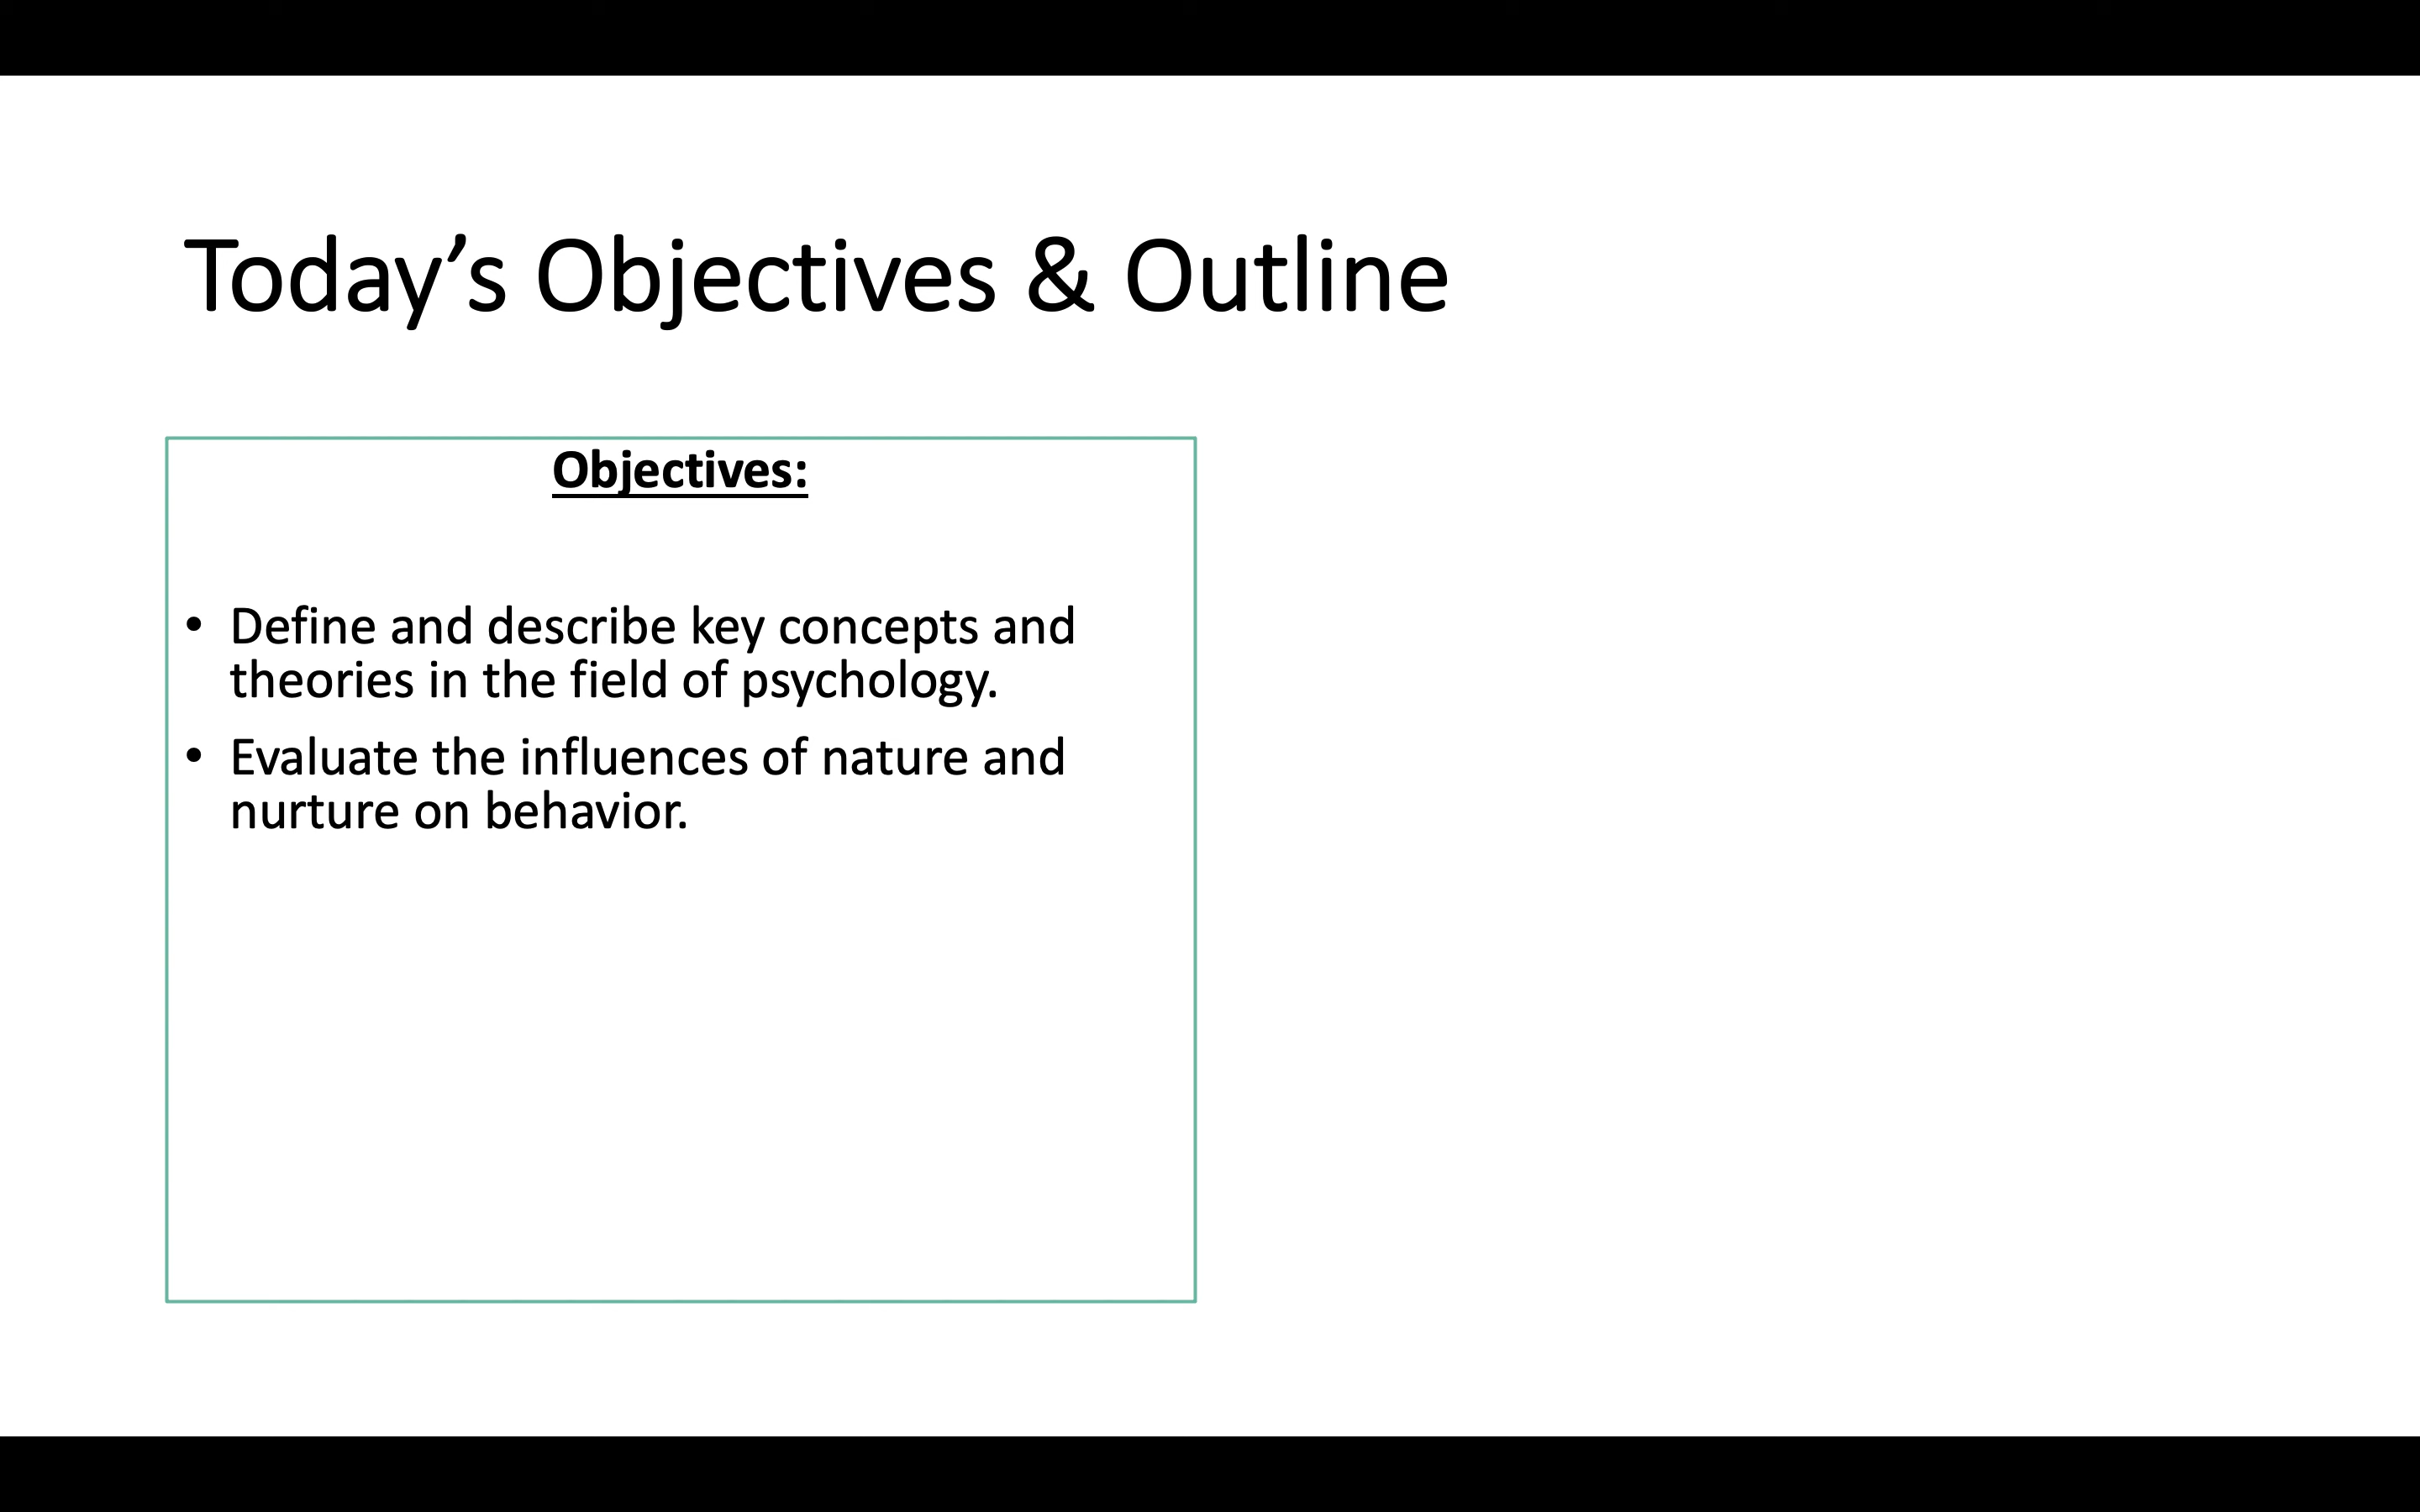 Today’s Objectives & Outline
Objectives:
• Define and describe key concepts and
theories in the field of psychology.
• Evaluate the influences of nature and
nurture on behavior.